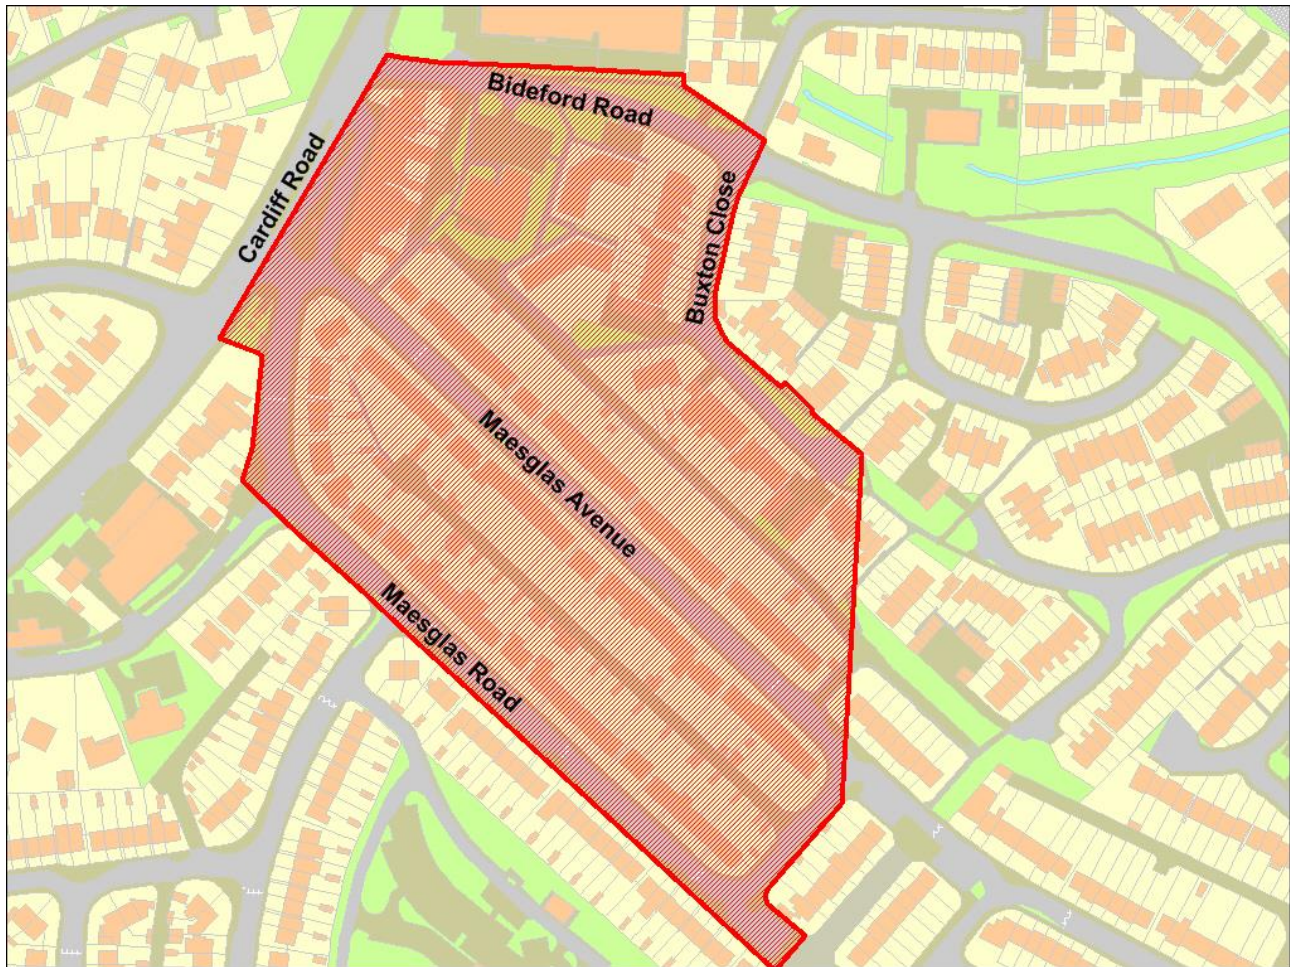 Bideford Road
Cardiff Road
Buxton Close
Maesglas Avenue
Maesglas Road